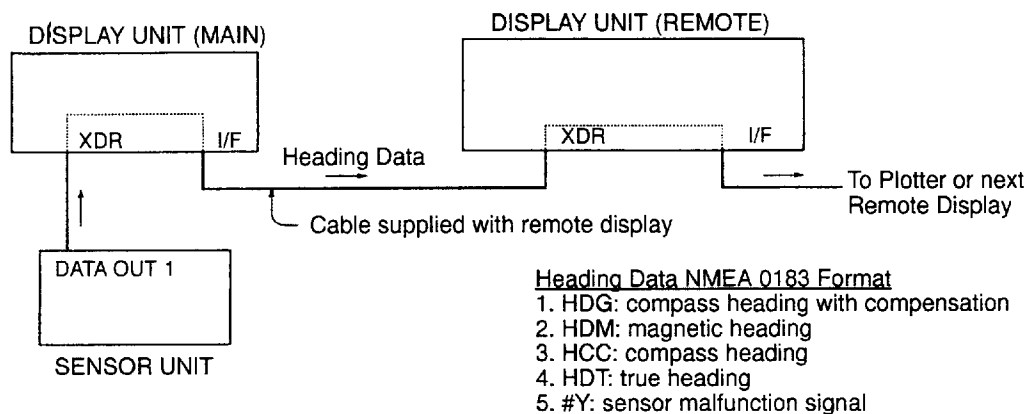 DISPLAY UNIT (MAIN)
DISPLAY UNIT (REMOTE)
XDR
I/F
XDR
I/F
Heading Data
To Plotter or next
Remote Display
Cable supplied with remote display
DATA OUT 1
SENSOR UNIT
Heading Data NMEA 0183 Format
1. HDG: compass heading with compensation
2. HDM: magnetic heading
3. HCC: compass heading
4. HDT: true heading
5. #Y: sensor malfunction signal